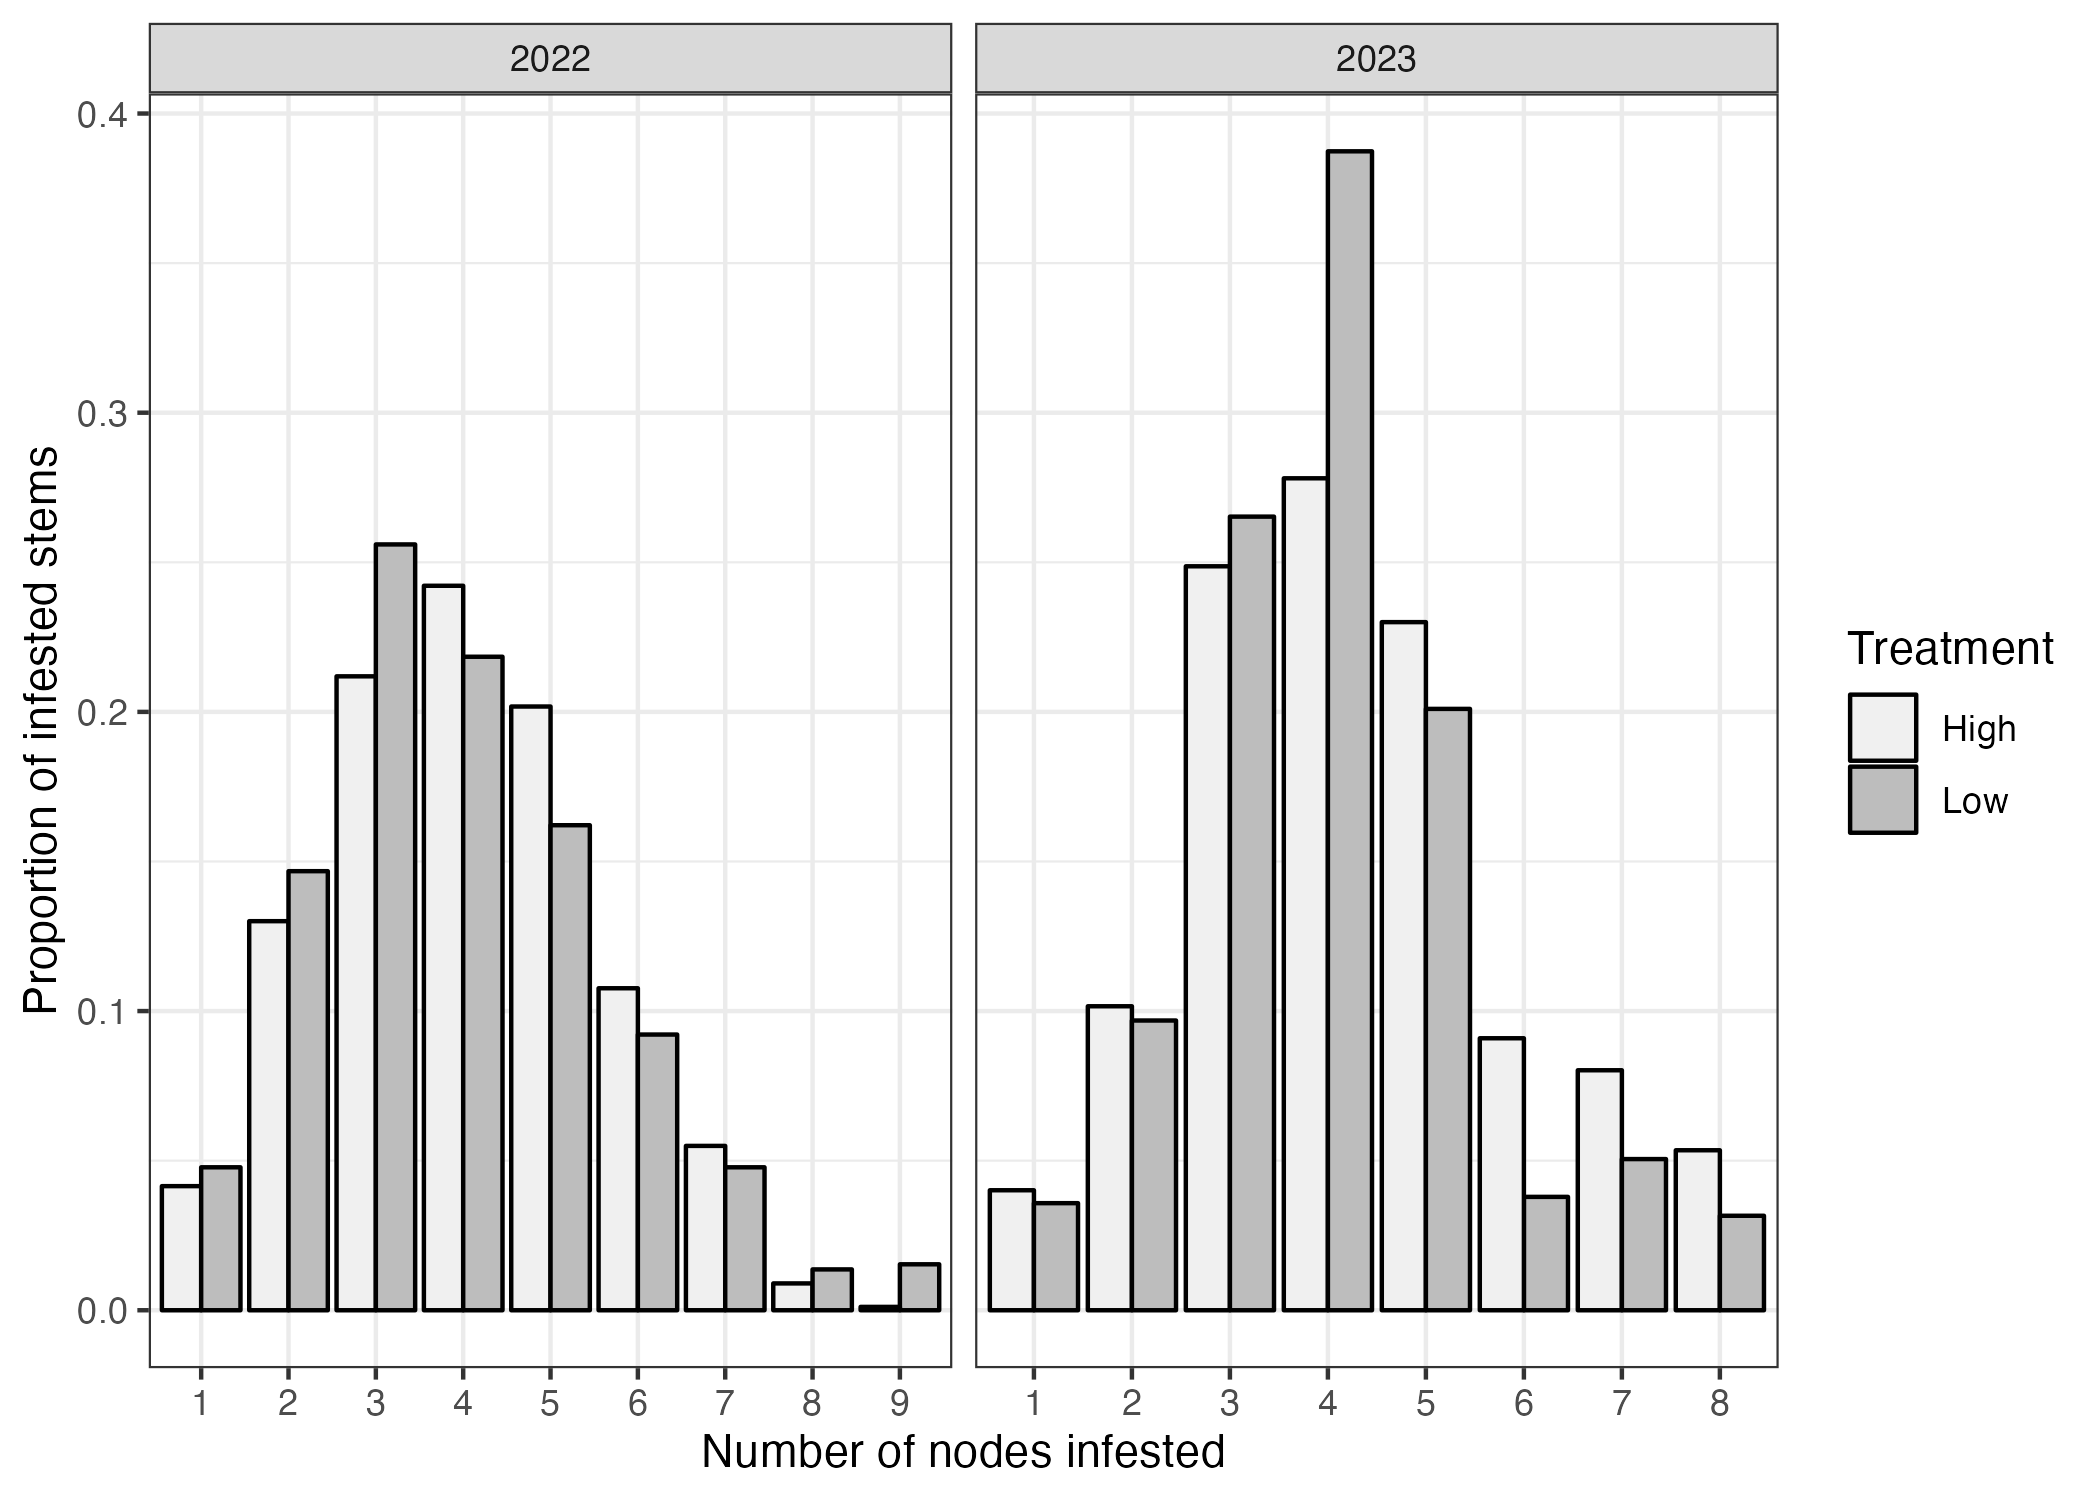 2022
2023
Proportion of infested stems
0.4
0.3
0.2
0.1
0.0
1 2 3 4 5 6 7 8 9
1 2 3 4 5 6 7 8
Number of nodes infested
Treatment
High
Low